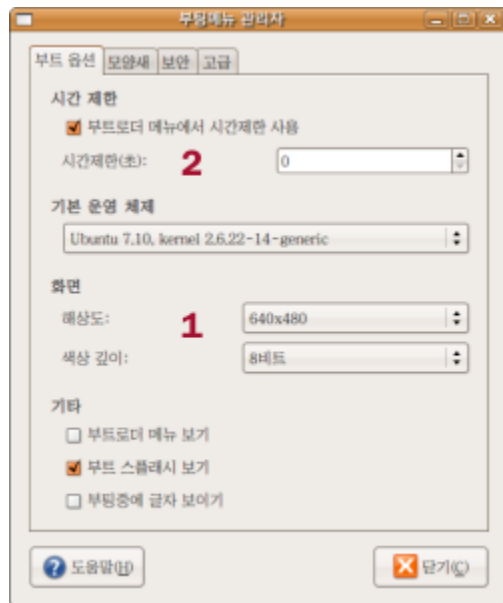 부팅메뉴 관리자
부트 옵션 모양새 보안 고급
시간 제한
부트로더 메뉴에서 시간제한 사용
시간제한(초): 2 0
기본 운영 체제
Ubuntu 7.10, kernel 2.6.22-14-generic
화면
해상도: 1 640x480
색상 깊이: 8비트
기타
부트로더 메뉴 보기
부트 스플래시 보기
부팅중에 글자 보이기
도움말(H) 닫기(C)